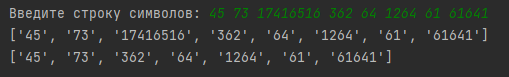 Введите строку символов: 45 73 17416516 362 64 1264 61 61641
['45', '73', '17416516', '362', '64', '1264', '61', '61641']
['45', '73', '362', '64', '1264', '61', '61641']